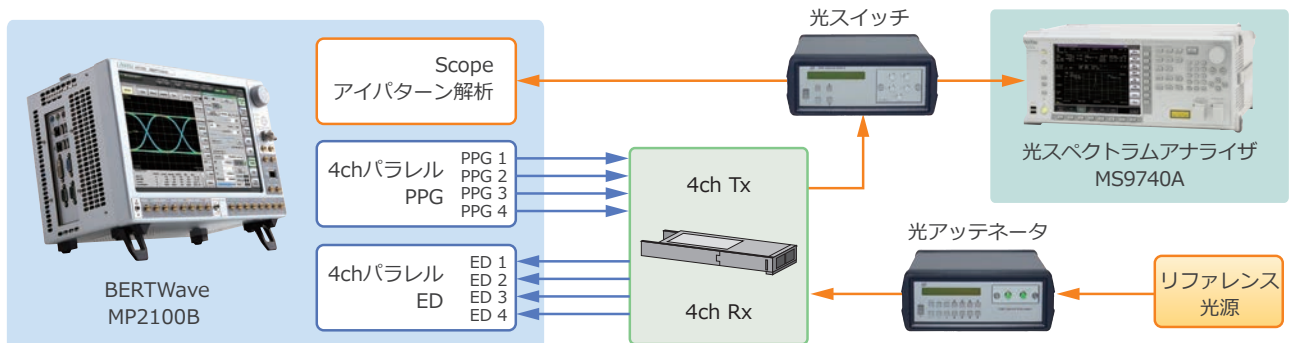 光スイッチ
Scope
アイパターン解析
光スペクトラムアナライザ
MS9740A
4chパラレル
PPG
PPG 1
PPG 2
PPG 3
PPG 4
4ch Tx
光アッテネータ
4chパラレル
ED
ED 1
ED 2
ED 3
ED 4
4ch Rx
リファレンス
光源
BERTWave
MP2100B